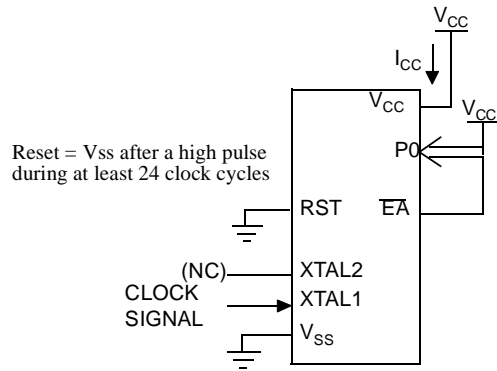 V_CC
I_CC
V_CC
V_CC
Reset = Vss after a high pulse
during at least 24 clock cycles
P0
RST
E̅A̅
(NC)
XTAL2
CLOCK
SIGNAL
XTAL1
V_SS